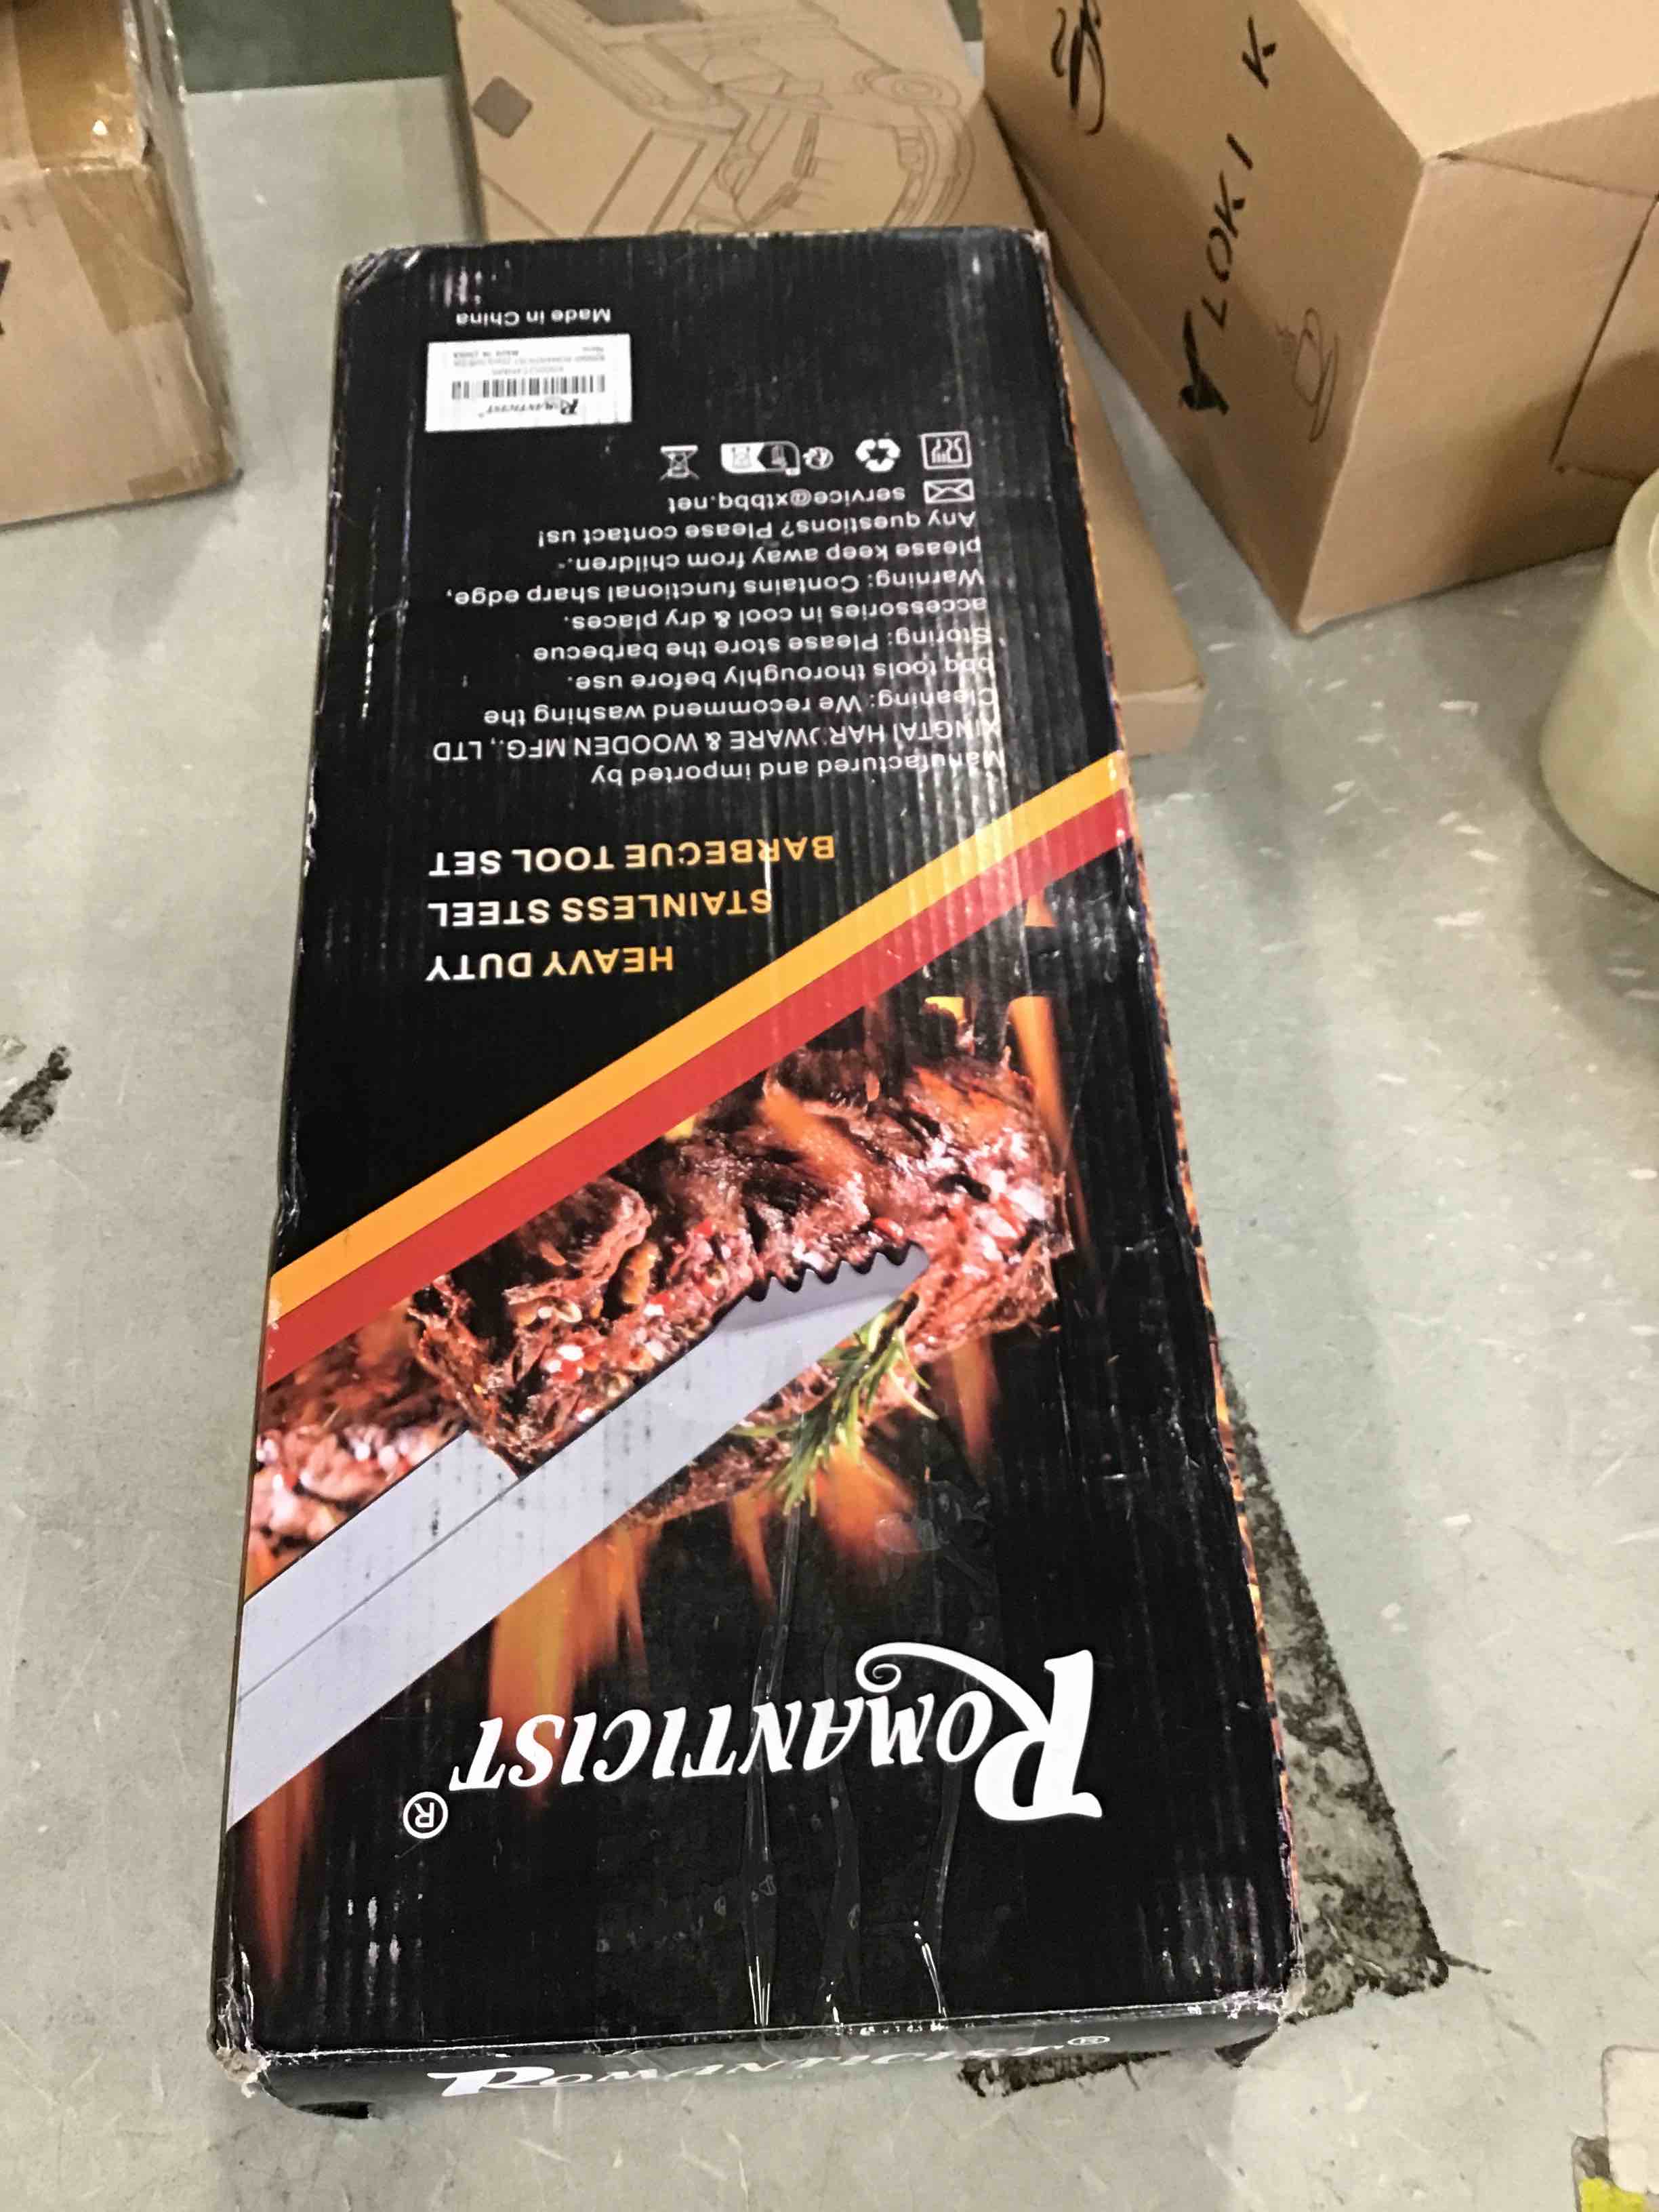 ROMANTICIST®
ROMANTICIST®
HEAVY DUTY
STAINLESS STEEL
BARBECUE TOOL SET
Manufactured and imported by
XINGTAI HARDWARE & WOODEN MFG., LTD
Cleaning: We recommend washing the
bbq tools thoroughly before use.
Storing: Please store the barbecue
accessories in cool & dry places.
Warning: Contains functional sharp edge,
please keep away from children.
Any questions? Please contact us!
service@xtbbq.net
ROMANTICIST
Made in China
LOKI K